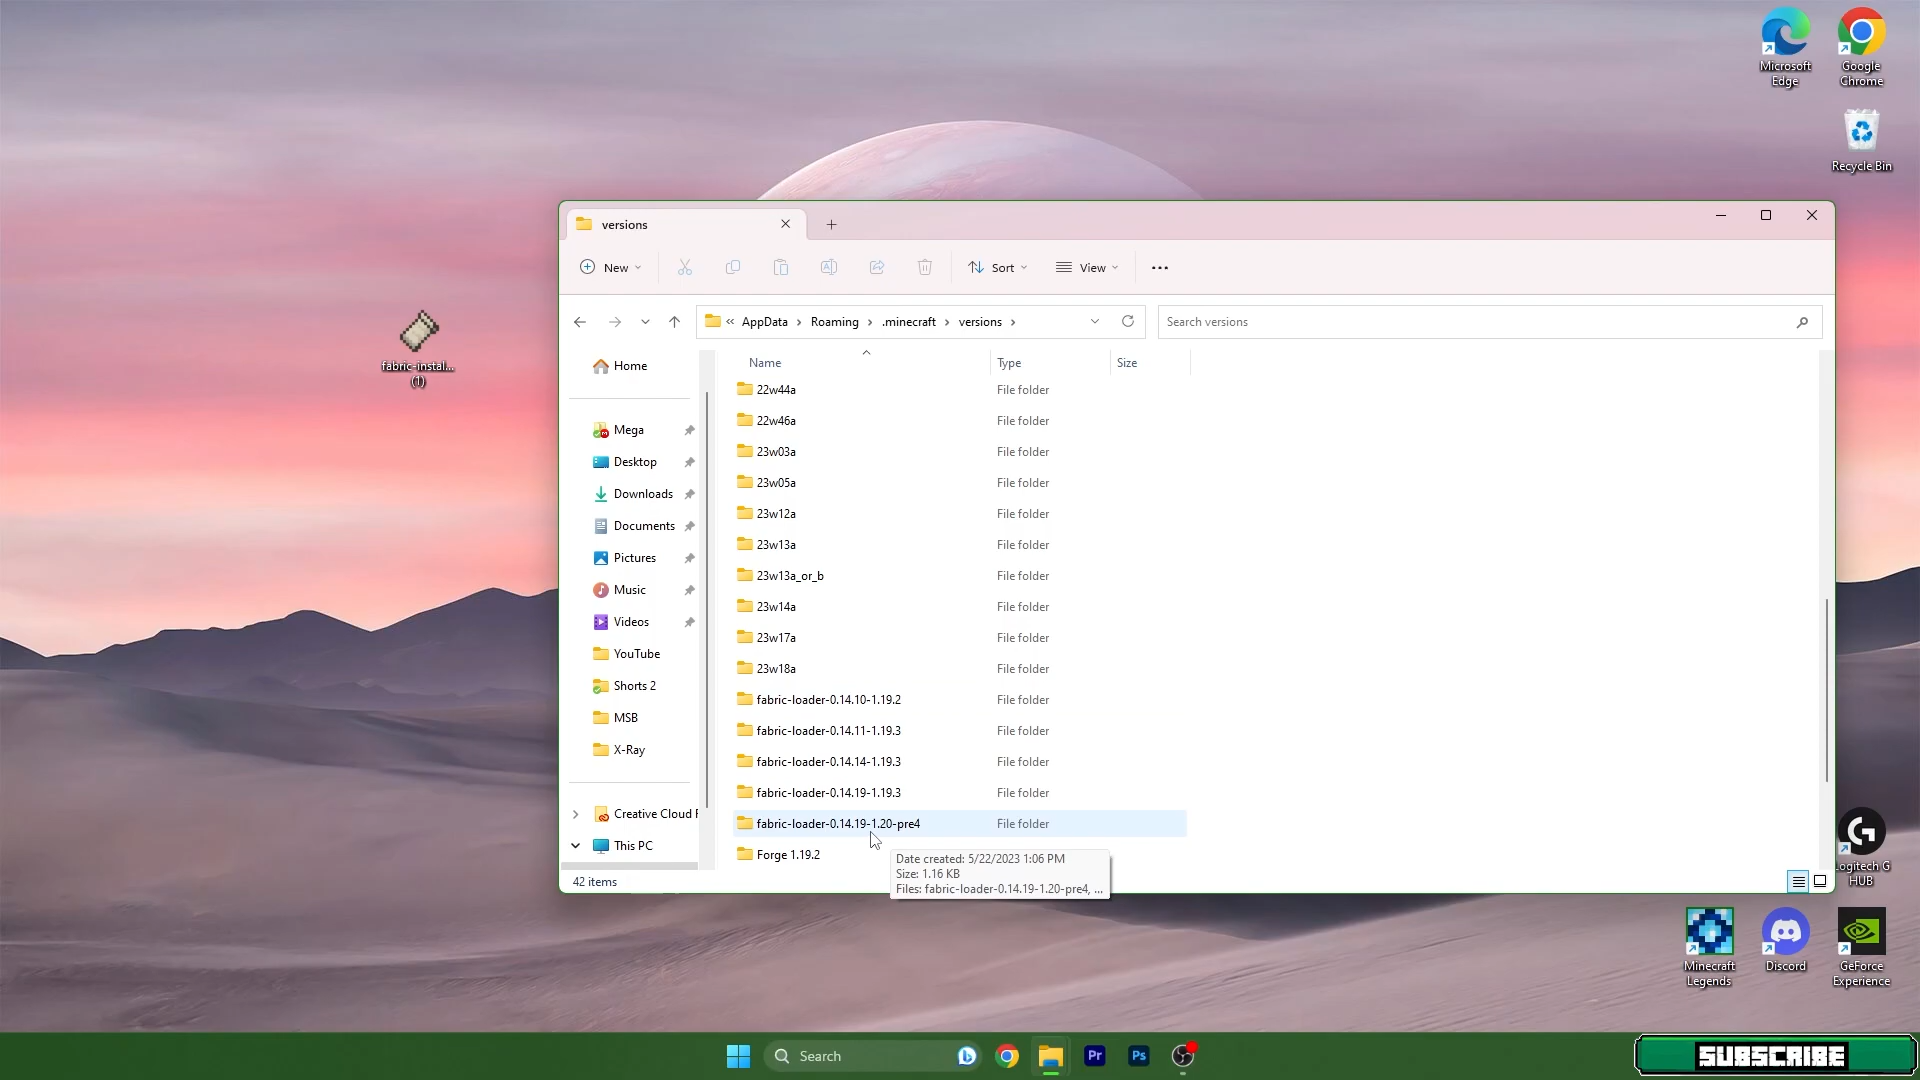 Microsoft
Edge
Google
Chrome
Recycle Bin
fabric-instal...
(1)
versions
New
Sort
View
« AppData › Roaming › .minecraft › versions ›
Search versions
Home
Mega
Desktop
Downloads
Documents
Pictures
Music
Videos
YouTube
Shorts 2
MSB
X-Ray
Creative Cloud F
This PC
Name Type Size
22w44a File folder
22w46a File folder
23w03a File folder
23w05a File folder
23w12a File folder
23w13a File folder
23w13a_or_b File folder
23w14a File folder
23w17a File folder
23w18a File folder
fabric-loader-0.14.10-1.19.2 File folder
fabric-loader-0.14.11-1.19.3 File folder
fabric-loader-0.14.14-1.19.3 File folder
fabric-loader-0.14.19-1.19.3 File folder
fabric-loader-0.14.19-1.20-pre4 File folder
Forge 1.19.2
Date created: 5/22/2023 1:06 PM
Size: 1.16 KB
Files: fabric-loader-0.14.19-1.20-pre4, ...
42 items
Logitech G
HUB
Minecraft
Legends
Discord
GeForce
Experience
Search
Pr
Ps
SUBSCRIBE